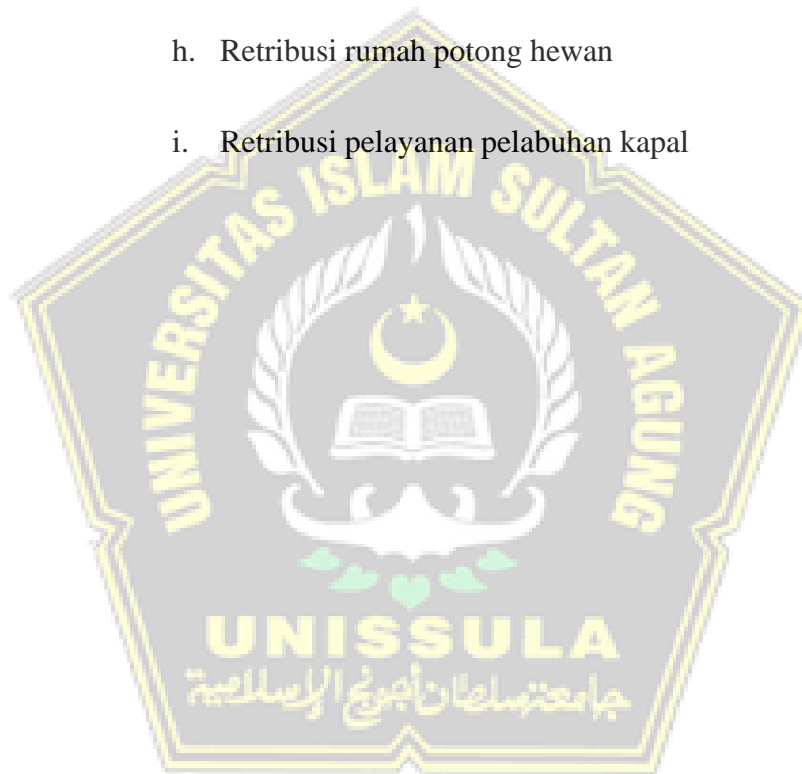 h. Retribusi rumah potong hewan
i. Retribusi pelayanan pelabuhan kapal
UNIVERSITAS ISLAM SULTAN AGUNG
UNISSULA
جامعة سلطان أجونج الإسلامية